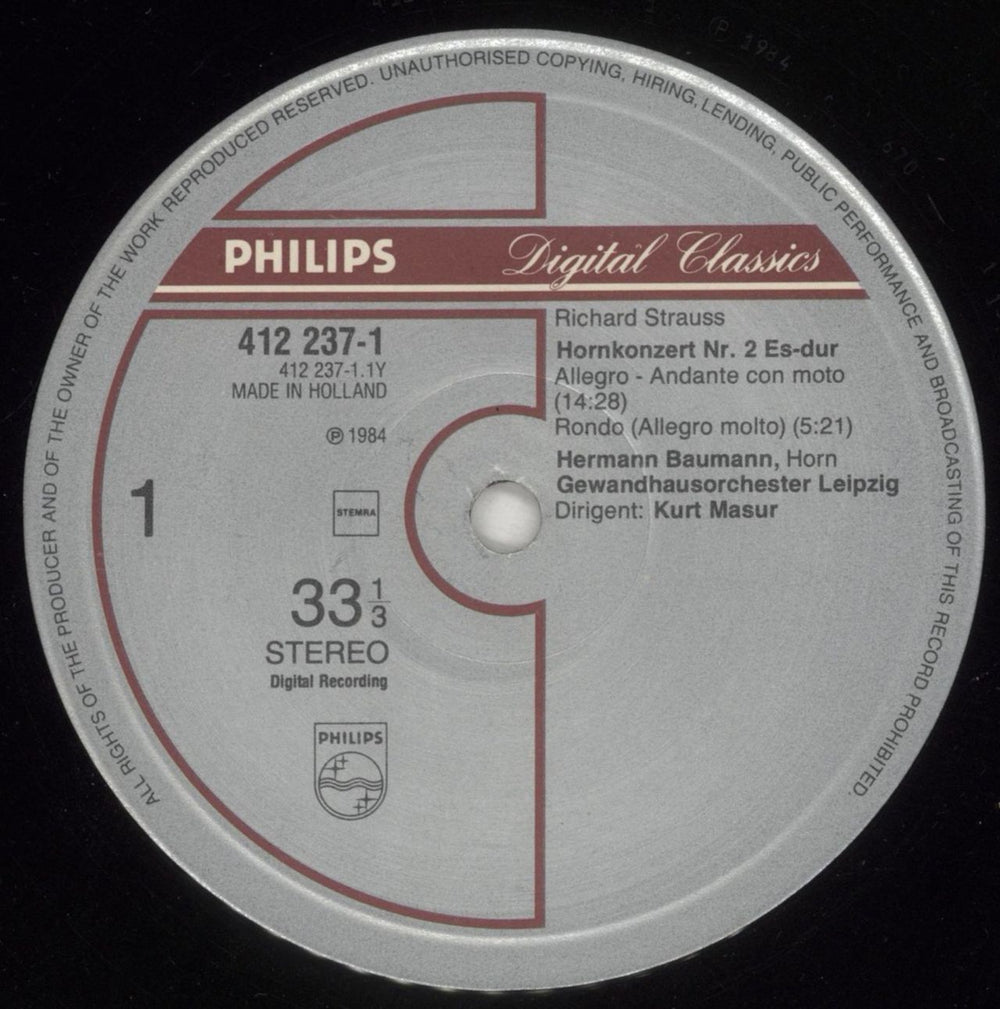 ALL RIGHTS OF THE PRODUCER AND OF THE OWNER OF THE WORK REPRODUCED RESERVED. UNAUTHORISED COPYING, HIRING, LENDING, PUBLIC PERFORMANCE AND BROADCASTING OF THIS RECORD PROHIBITED.
PHILIPS Digital Classics
412 237-1
412 237-1.1Y
MADE IN HOLLAND
℗ 1984
1
STEMRA
33 1/3
STEREO
Digital Recording
PHILIPS
Richard Strauss
Hornkonzert Nr. 2 Es-dur
Allegro - Andante con moto
(14:28)
Rondo (Allegro molto) (5:21)
Hermann Baumann, Horn
Gewandhausorchester Leipzig
Dirigent: Kurt Masur
℗ 1984
670